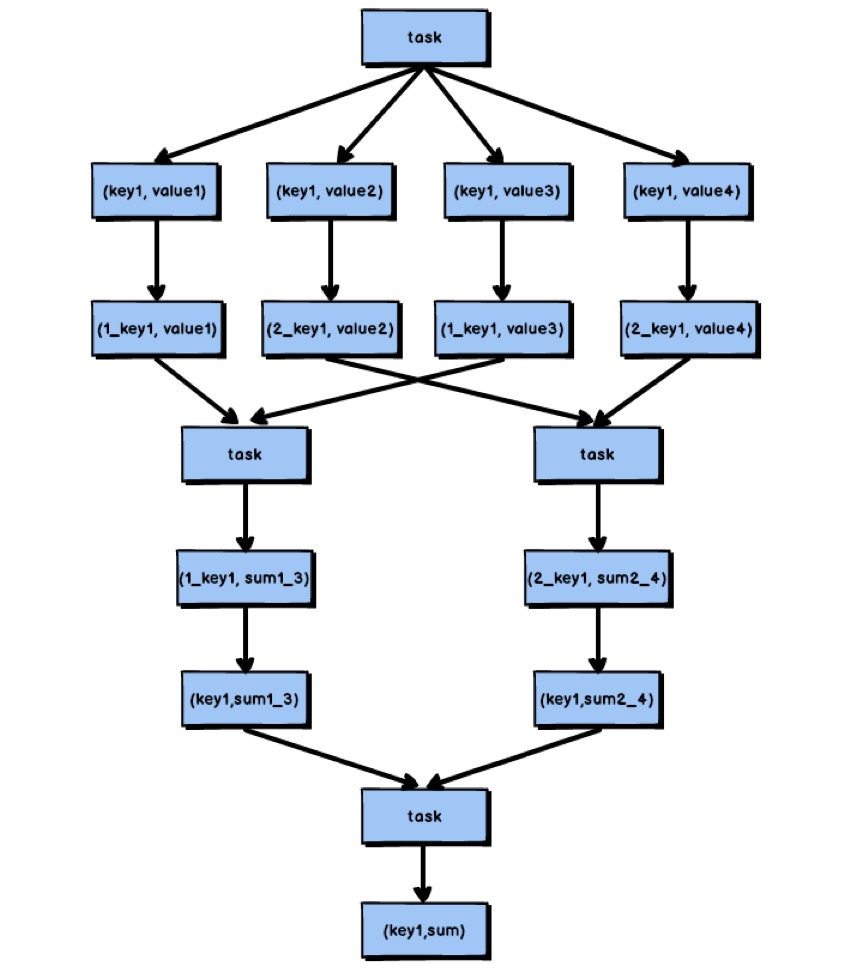 task
(key1, value1)
(key1, value2)
(key1, value3)
(key1, value4)
(1_key1, value1)
(2_key1, value2)
(1_key1, value3)
(2_key1, value4)
task
task
(1_key1, sum1_3)
(2_key1, sum2_4)
(key1,sum1_3)
(key1,sum2_4)
task
(key1,sum)